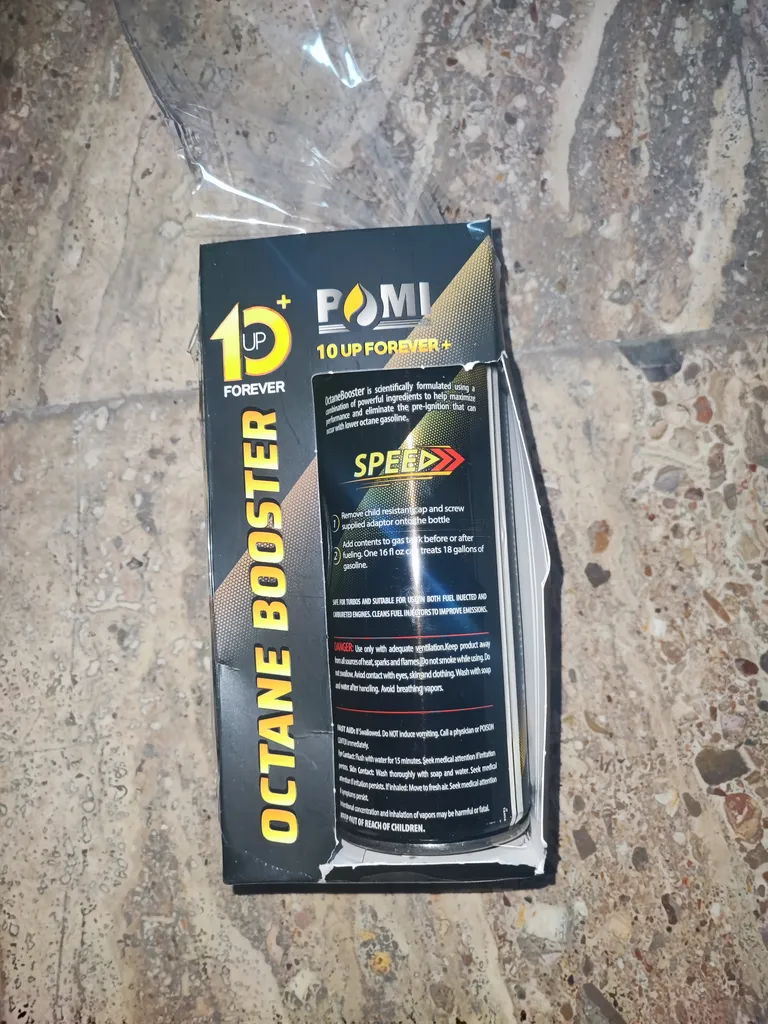 10+
UP
FOREVER
OCTANE BOOSTER
POMI
10 UP FOREVER+
OctaneBooster is scientifically formulated using a
combination of powerful ingredients to help maximize
performance and eliminate the pre-ignition that can
occur with lower octane gasoline.
SPEED
1 Remove child resistant cap and screw
supplied adaptor onto the bottle
2 Add contents to gas tank before or after
fueling. One 16 fl oz can treats 18 gallons of
gasoline.
SAFE FOR TURBOS AND SUITABLE FOR USE IN BOTH FUEL INJECTED AND
CARBURETED ENGINES. CLEANS FUEL INJECTORS TO IMPROVE EMISSIONS.
DANGER: Use only with adequate ventilation.Keep product away
from all sources of heat, sparks and flames.Do not smoke while using. Do
not swallow. Aviod contact with eyes, skin and clothing. Wash with soap
and water after handling. Avoid breathing vapors.
FIRST AID: If Swallowed. Do NOT induce vomiting. Call a physician or POISON
CENTER immediately.
Eye Contact: Flush with water for 15 minutes. Seek medical attention if irritation
persits. Skin Contact: Wash thoroughly with soap and water. Seek medical
attention if irritation persists. If inhaled: Move to fresh air. Seek medical attention
if symptoms persist.
Intentional concentration and inhalation of vapors may be harmful or fatal.
KEEP OUT OF REACH OF CHILDREN.